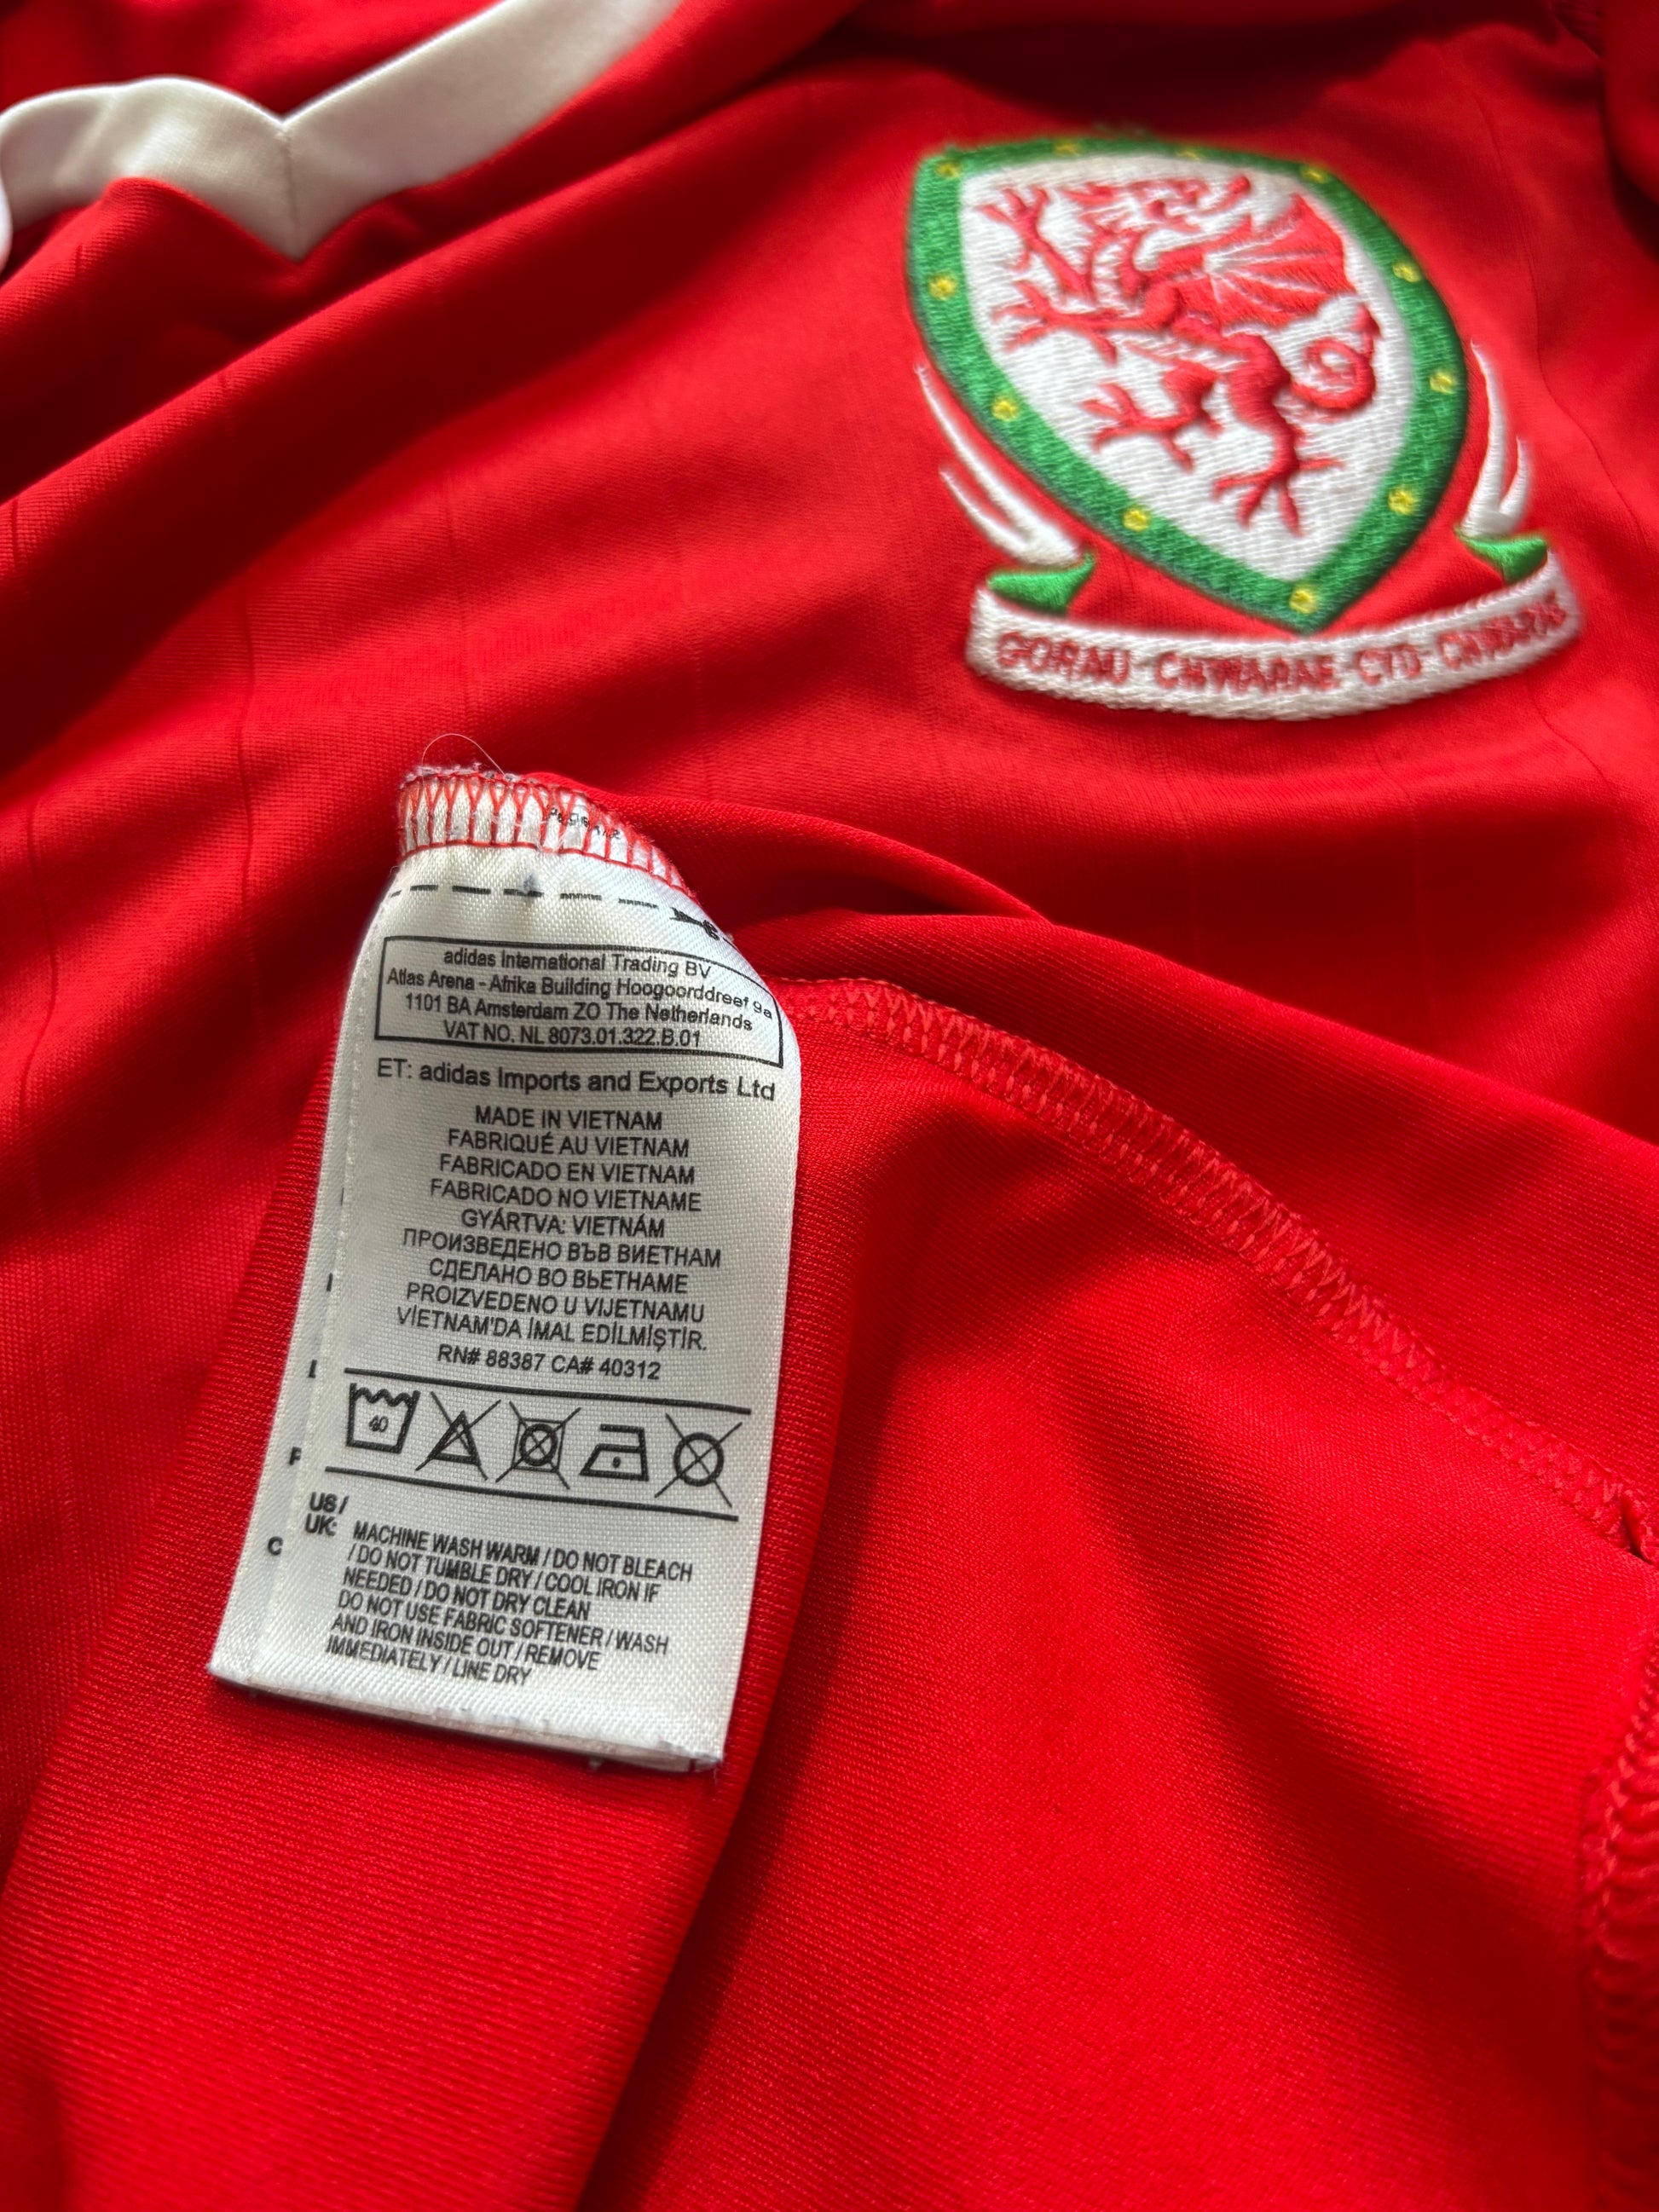 GORAU - CHWARAE - CYD - CHWARAE
adidas International Trading BV
Atlas Arena - Afrika Building Hoogoorddreef 9a
1101 BA Amsterdam ZO The Netherlands
VAT NO. NL 8073.01.322.B.01
ET: adidas Imports and Exports Ltd
MADE IN VIETNAM
FABRIQUÉ AU VIETNAM
FABRICADO EN VIETNAM
FABRICADO NO VIETNAME
GYÁRTVA: VIETNÁM
ПРОИЗВЕДЕНО ВЪВ ВИЕТНАМ
СДЕЛАНО ВО ВЬЕТНАМЕ
PROIZVEDENO U VIJETNAMU
VİETNAM'DA İMAL EDİLMİŞTİR.
RN# 88387 CA# 40312
40
US /
UK: MACHINE WASH WARM / DO NOT BLEACH
/ DO NOT TUMBLE DRY / COOL IRON IF
NEEDED / DO NOT DRY CLEAN
DO NOT USE FABRIC SOFTENER / WASH
AND IRON INSIDE OUT / REMOVE
IMMEDIATELY / LINE DRY